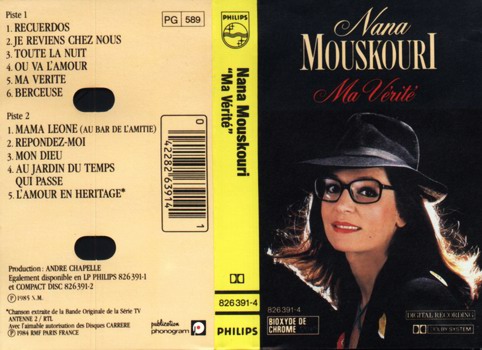 Piste 1
1. RECUERDOS
2. JE REVIENS CHEZ NOUS
3. TOUTE LA NUIT
4. OU VA L'AMOUR
5. MA VERITE
6. BERCEUSE
Piste 2
1. MAMA LEONE (AU BAR DE L'AMITIE)
2. REPONDEZ-MOI
3. MON DIEU
4. AU JARDIN DU TEMPS
QUI PASSE
5. L'AMOUR EN HERITAGE*
Production: ANDRE CHAPELLE
Egalement disponible en LP PHILIPS 826 391-1
et COMPACT DISC 826 391-2
Ⓟ 1985 N.M.
*Chanson extraite de la Bande Originale de la Série TV
ANTENNE 2 / RTL
Avec l'aimable autorisation des Disques CARRERE
Ⓟ 1984 RMF PARIS FRANCE
PG 589
0 42282 63914 1
publication
phonogram
PHILIPS
Nana Mouskouri
"Ma Vérité"
826 391-4
PHILIPS
Nana
MOUSKOURI
Ma Vérité
826 391-4
BIOXYDE DE
CHROME
DIGITAL RECORDING
SYSTEM